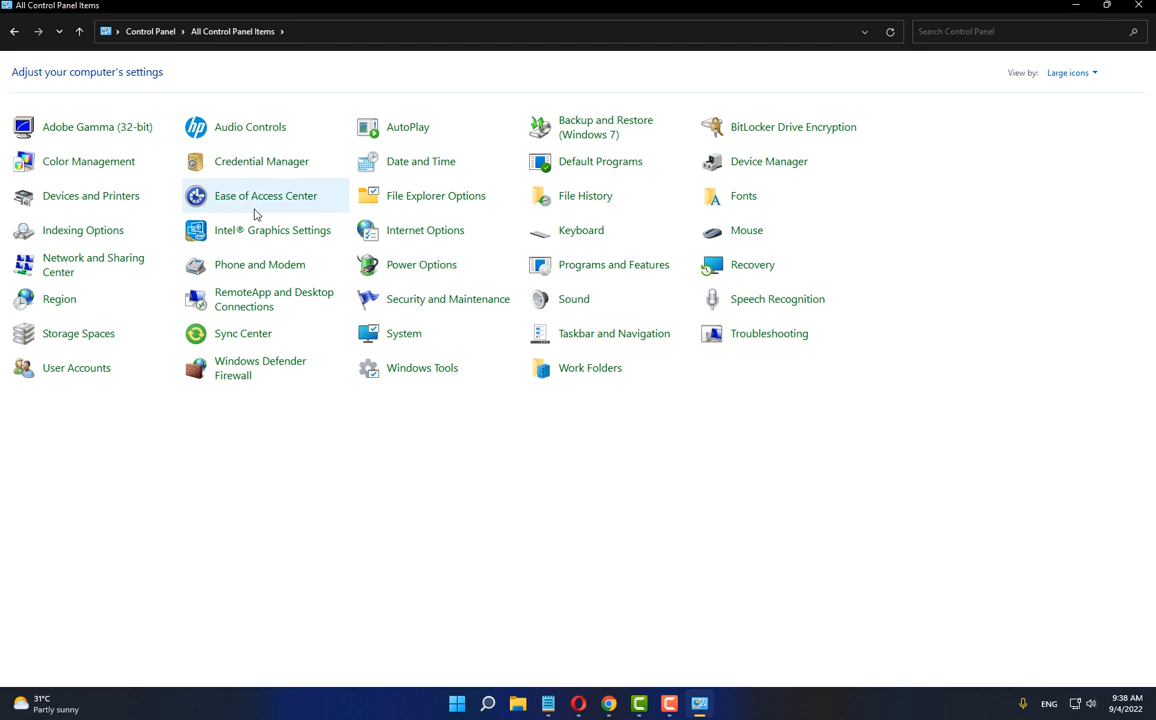 All Control Panel Items
Control Panel › All Control Panel Items ›
Search Control Panel
Adjust your computer's settings
View by: Large icons
Adobe Gamma (32-bit)
Audio Controls
AutoPlay
Backup and Restore
(Windows 7)
BitLocker Drive Encryption
Color Management
Credential Manager
Date and Time
Default Programs
Device Manager
Devices and Printers
Ease of Access Center
File Explorer Options
File History
Fonts
Indexing Options
Intel® Graphics Settings
Internet Options
Keyboard
Mouse
Network and Sharing
Center
Phone and Modem
Power Options
Programs and Features
Recovery
Region
RemoteApp and Desktop
Connections
Security and Maintenance
Sound
Speech Recognition
Storage Spaces
Sync Center
System
Taskbar and Navigation
Troubleshooting
User Accounts
Windows Defender
Firewall
Windows Tools
Work Folders
31°C
Partly sunny
ENG
9:38 AM
9/4/2022